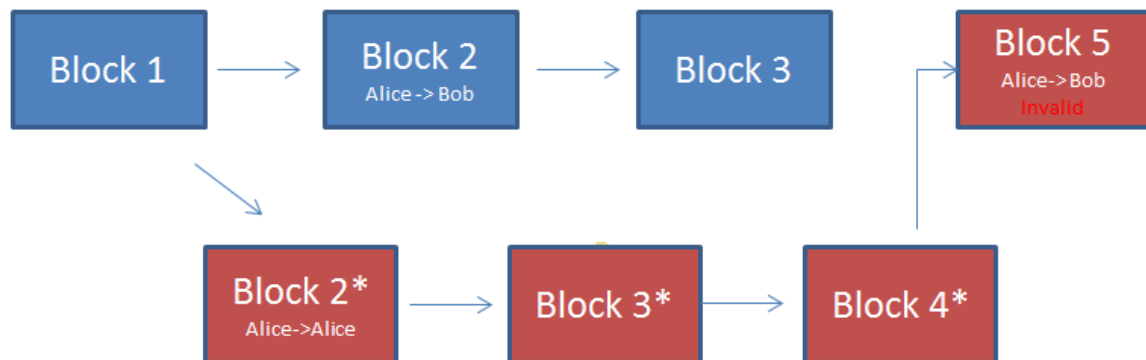 Block 1
Block 2
Alice -> Bob
Block 3
Block 5
Alice->Bob
Invalid
Block 2*
Alice->Alice
Block 3*
Block 4*